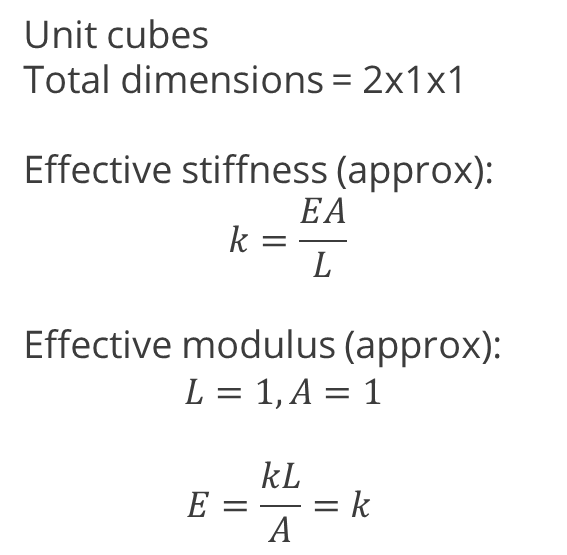 Unit cubes
Total dimensions = 2x1x1
Effective stiffness (approx):
k = EA/L
Effective modulus (approx):
L = 1, A = 1
E = kL/A = k